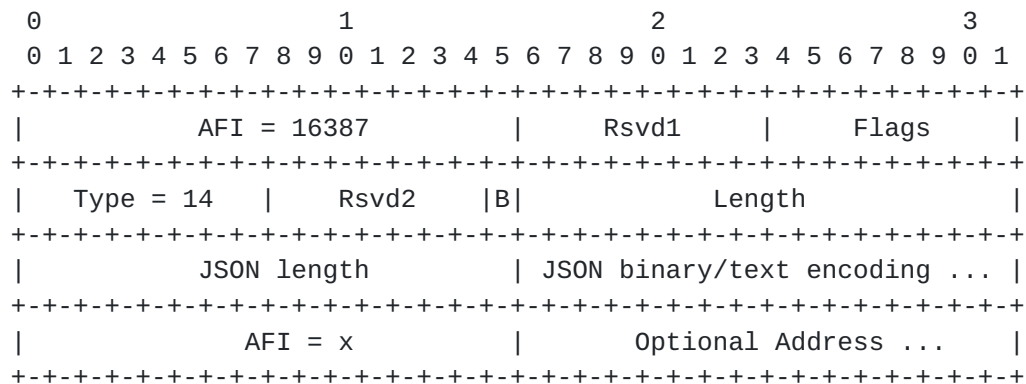 0                   1                   2                   3
 0 1 2 3 4 5 6 7 8 9 0 1 2 3 4 5 6 7 8 9 0 1 2 3 4 5 6 7 8 9 0 1
+-+-+-+-+-+-+-+-+-+-+-+-+-+-+-+-+-+-+-+-+-+-+-+-+-+-+-+-+-+-+-+-+
|           AFI = 16387           |     Rsvd1     |     Flags     |
+-+-+-+-+-+-+-+-+-+-+-+-+-+-+-+-+-+-+-+-+-+-+-+-+-+-+-+-+-+-+-+-+
|   Type = 14   |    Rsvd2    |B|            Length             |
+-+-+-+-+-+-+-+-+-+-+-+-+-+-+-+-+-+-+-+-+-+-+-+-+-+-+-+-+-+-+-+-+
|           JSON length           | JSON binary/text encoding ... |
+-+-+-+-+-+-+-+-+-+-+-+-+-+-+-+-+-+-+-+-+-+-+-+-+-+-+-+-+-+-+-+-+
|              AFI = x          |       Optional Address ...    |
+-+-+-+-+-+-+-+-+-+-+-+-+-+-+-+-+-+-+-+-+-+-+-+-+-+-+-+-+-+-+-+-+